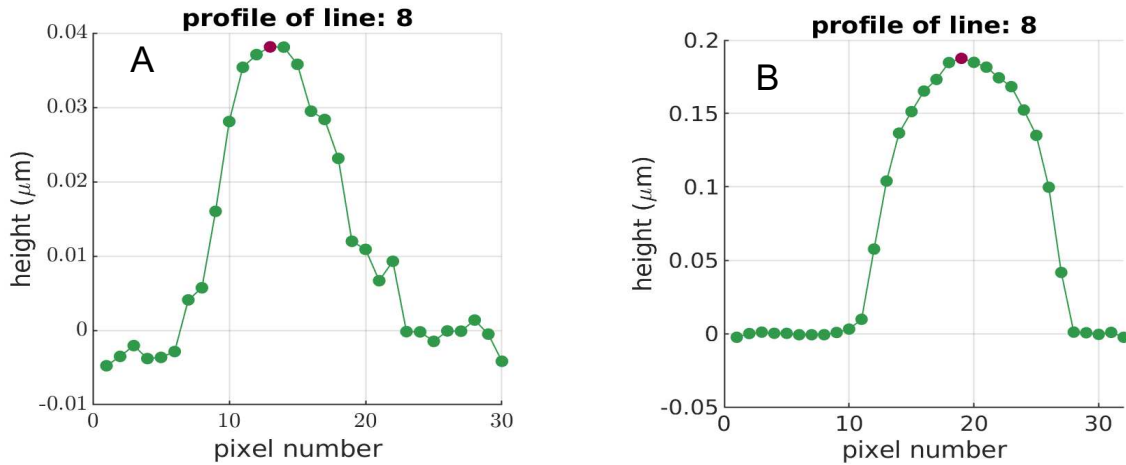 profile of line: 8
A
height (μm)
0.04
0.03
0.02
0.01
0
-0.01
0
10
20
30
pixel number
profile of line: 8
B
height (μm)
0.2
0.15
0.1
0.05
0
-0.05
0
10
20
30
pixel number